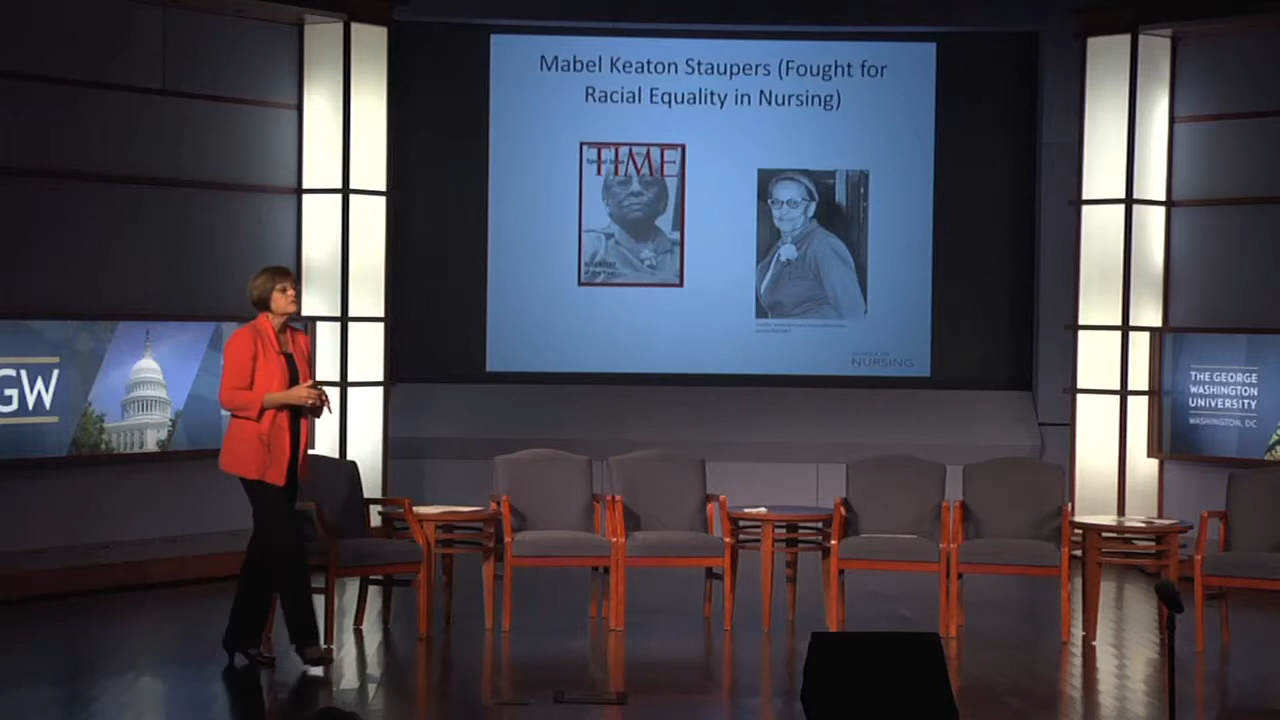 Mabel Keaton Staupers (Fought for
Racial Equality in Nursing)
TIME
GW
THE GEORGE
WASHINGTON
UNIVERSITY
WASHINGTON, DC
NURSING